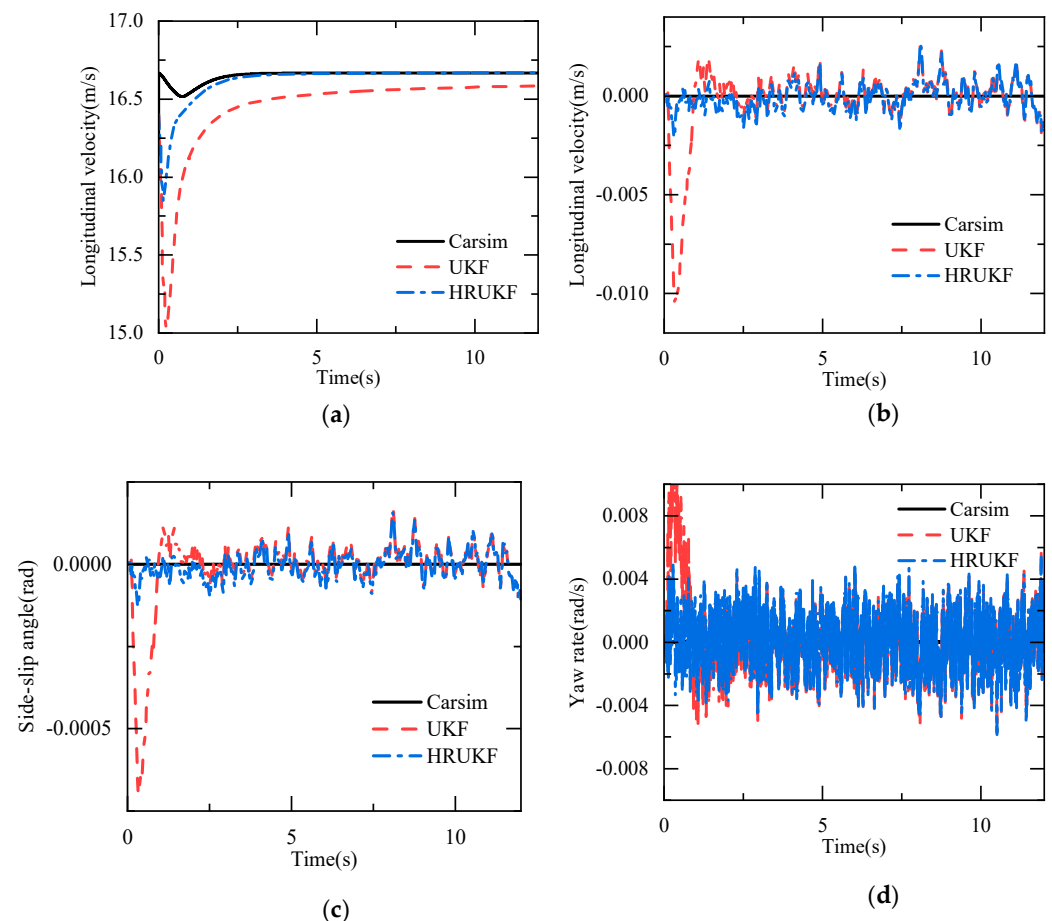 17.0
16.5
16.0
15.5
15.0
Longitudinal velocity(m/s)
Carsim
UKF
HRUKF
0 5 10
Time(s)
(a)
0.000
-0.005
-0.010
Longitudinal velocity(m/s)
Carsim
UKF
HRUKF
0 5 10
Time(s)
(b)
0.0000
-0.0005
Side-slip angle(rad)
Carsim
UKF
HRUKF
0 5 10
Time(s)
(c)
0.008
0.004
0.000
-0.004
-0.008
Yaw rate(rad/s)
Carsim
UKF
HRUKF
0 5 10
Time(s)
(d)